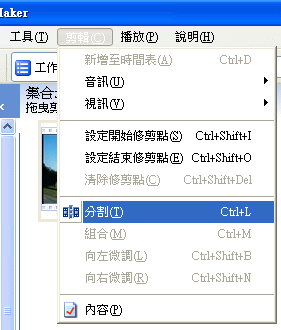 Maker
工具(T) 剪輯(C) 播放(P) 說明(H)
工作
集合:
拖曳剪
新增至時間表(A) Ctrl+D
音訊(U)
視訊(V)
設定開始修剪點(S) Ctrl+Shift+I
設定結束修剪點(E) Ctrl+Shift+O
清除修剪點(C) Ctrl+Shift+Del
分割(T) Ctrl+L
組合(M) Ctrl+M
向左微調(L) Ctrl+Shift+B
向右微調(R) Ctrl+Shift+N
內容(P)